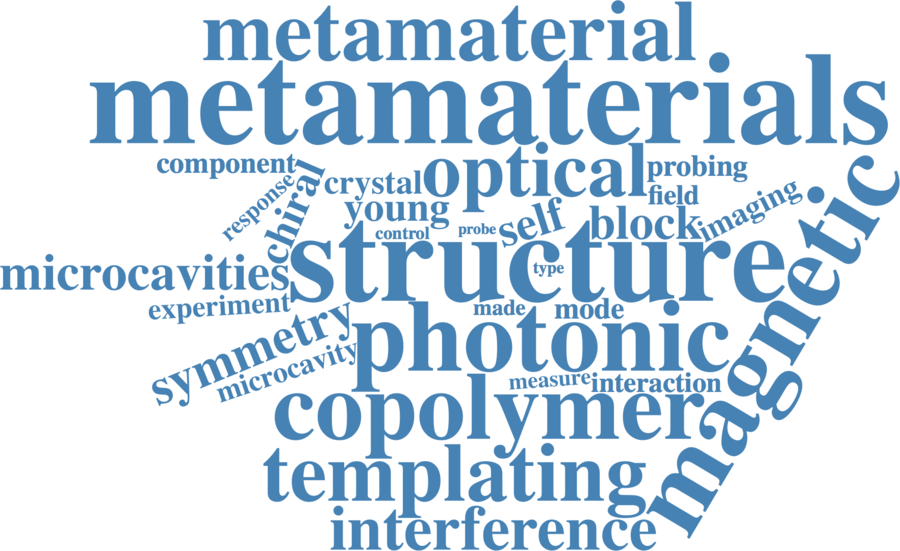 metamaterial
metamaterials
component
optical
probing
response
chiral
crystal
field
young
self
block
imaging
control
probe
magnetic
structure
microcavities
type
experiment
made
mode
symmetry
photonic
microcavity
measure
interaction
copolymer
templating
interference